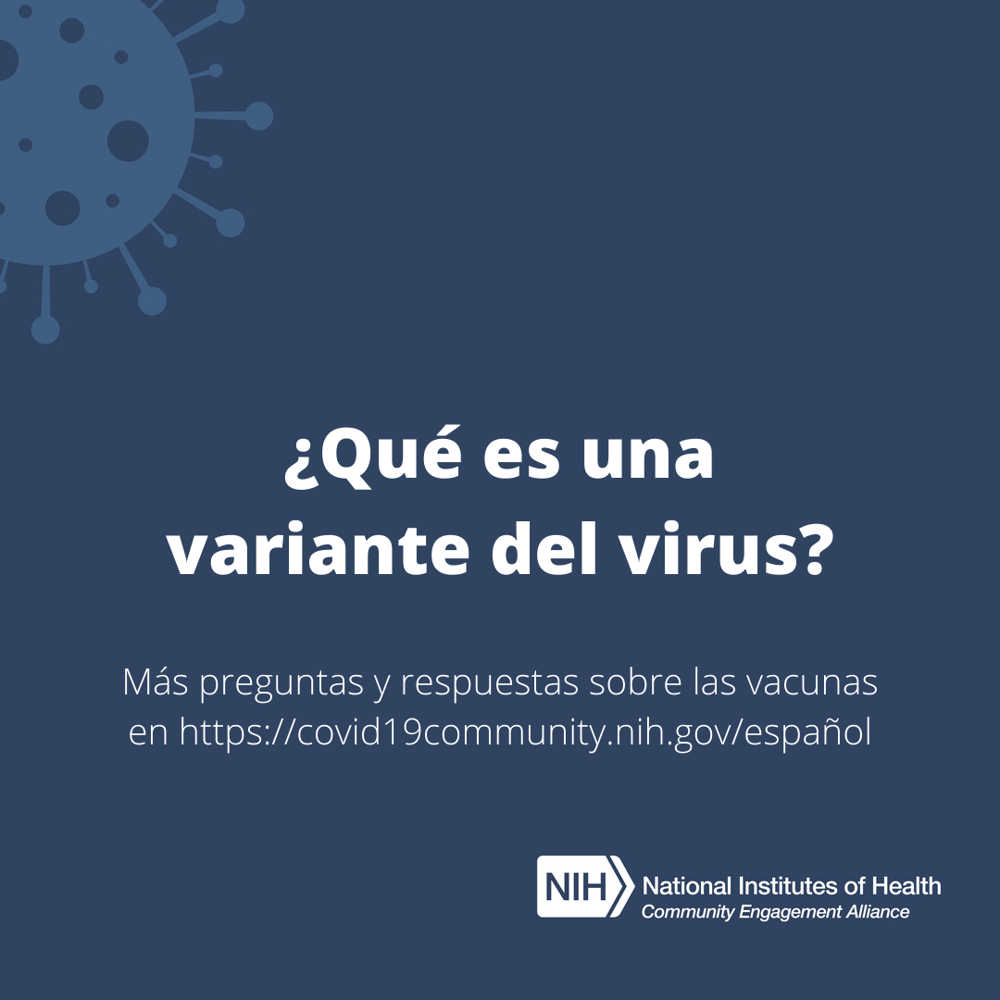 ¿Qué es una
variante del virus?
Más preguntas y respuestas sobre las vacunas
en https://covid19community.nih.gov/español
NIH National Institutes of Health
Community Engagement Alliance